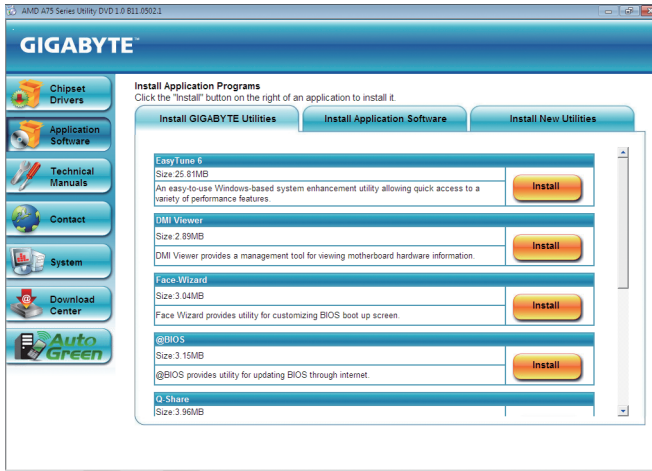 AMD A75 Series Utility DVD 1.0 B11.0502.1
GIGABYTE™
Chipset
Drivers
Application
Software
Technical
Manuals
Contact
System
Download
Center
Auto
Green
Install Application Programs
Click the "Install" button on the right of an application to install it.
Install GIGABYTE Utilities
Install Application Software
Install New Utilities
EasyTune 6
Size:25.81MB
An easy-to-use Windows-based system enhancement utility allowing quick access to a
variety of performance features.
Install
DMI Viewer
Size:2.89MB
DMI Viewer provides a management tool for viewing motherboard hardware information.
Install
Face-Wizard
Size:3.04MB
Face Wizard provides utility for customizing BIOS boot up screen.
Install
@BIOS
Size:3.15MB
@BIOS provides utility for updating BIOS through internet.
Install
Q-Share
Size:3.96MB